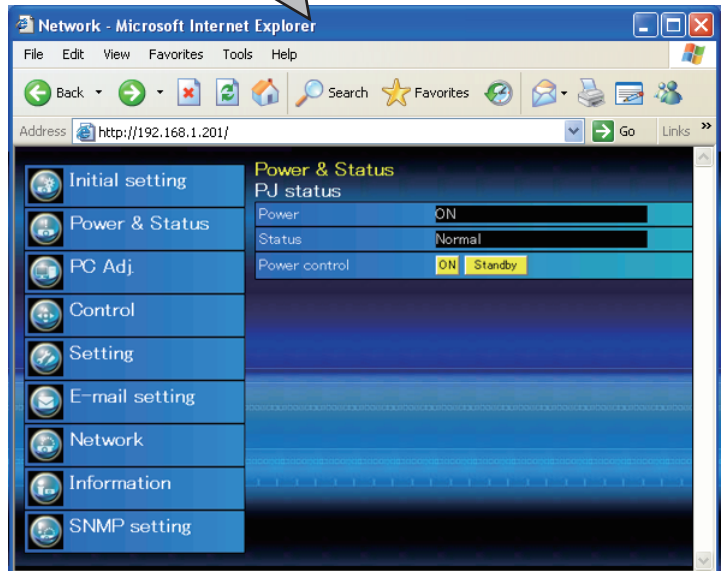 Network - Microsoft Internet Explorer
File Edit View Favorites Tools Help
Back Search Favorites
Address http://192.168.1.201/ Go Links »
Initial setting
Power & Status
PC Adj.
Control
Setting
E-mail setting
Network
Information
SNMP setting
Power & Status
PJ status
Power ON
Status Normal
Power control ON Standby